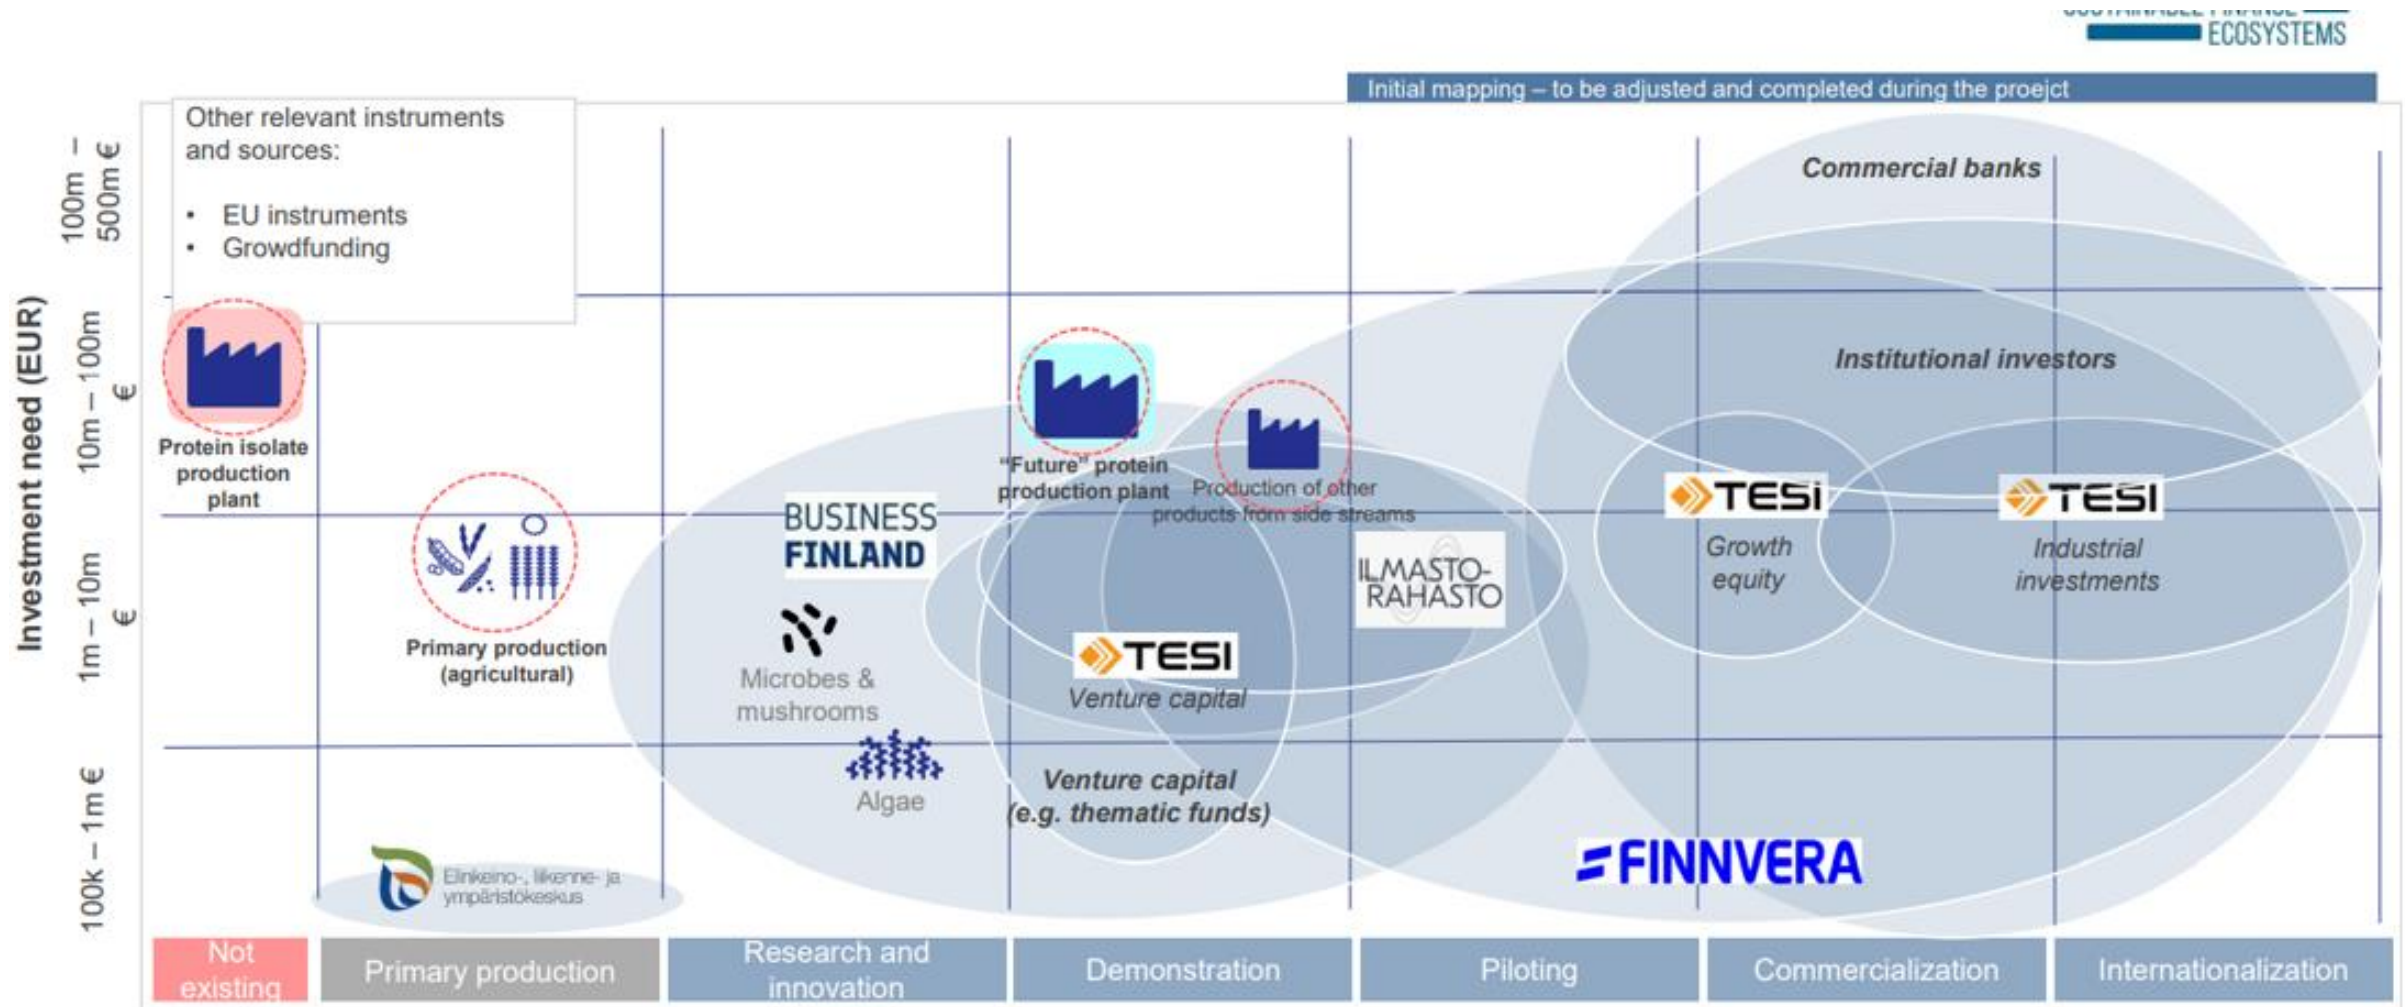 ECOSYSTEMS
Initial mapping – to be adjusted and completed during the proejct
Other relevant instruments
and sources:
• EU instruments
• Growdfunding
Investment need (EUR)
100m –
500m €
10m – 100m
€
1m – 10m
€
100k – 1m €
Commercial banks
Institutional investors
Protein isolate
production
plant
Primary production
(agricultural)
BUSINESS
FINLAND
Microbes &
mushrooms
Algae
"Future" protein
production plant
Production of other
products from side streams
ILMASTO-
RAHASTO
TESI
Venture capital
Venture capital
(e.g. thematic funds)
TESI
Growth
equity
TESI
Industrial
investments
FINNVERA
Elinkeino-, liikenne- ja
ympäristökeskus
Not
existing
Primary production
Research and
innovation
Demonstration
Piloting
Commercialization
Internationalization